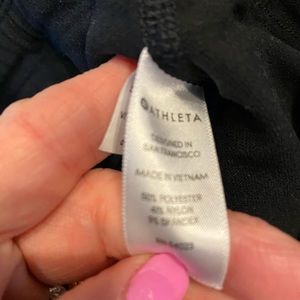 ATHLETA
DESIGNED IN
SAN FRANCISCO
MADE IN VIETNAM
POLYESTER
NYLON
SPANDEX